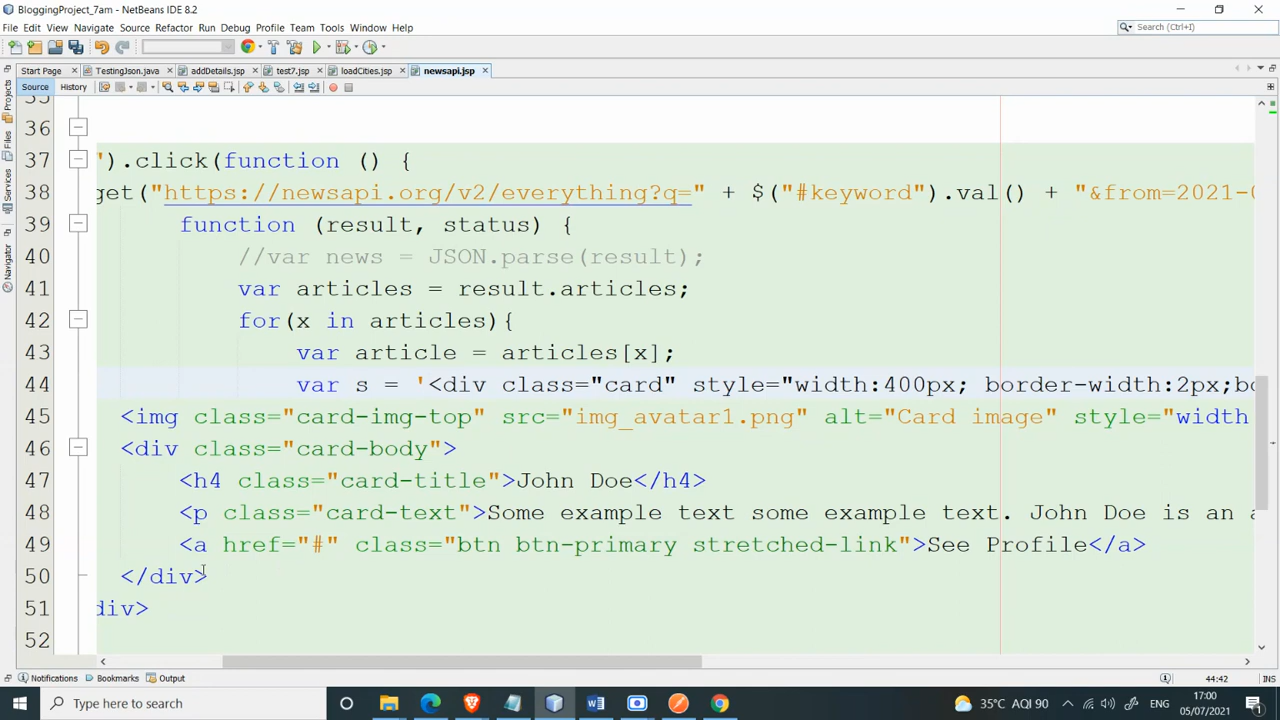 BloggingProject_7am - NetBeans IDE 8.2
File Edit View Navigate Source Refactor Run Debug Profile Team Tools Window Help
Search (Ctrl+I)
Start Page TestingJson.java addDetails.jsp test7.jsp loadCities.jsp newsapi.jsp
Source History
Projects
Files
Services
Navigator
35
36
37 ').click(function () {
38 get("https://newsapi.org/v2/everything?q=" + $("#keyword").val() + "&from=2021-0
39 function (result, status) {
40 //var news = JSON.parse(result);
41 var articles = result.articles;
42 for(x in articles){
43 var article = articles[x];
44 var s = '<div class="card" style="width:400px; border-width:2px;bo
45 <img class="card-img-top" src="img_avatar1.png" alt="Card image" style="width
46 <div class="card-body">
47 <h4 class="card-title">John Doe</h4>
48 <p class="card-text">Some example text some example text. John Doe is an a
49 <a href="#" class="btn btn-primary stretched-link">See Profile</a>
50 </div>
51 div>
52
Notifications Bookmarks Output
44:42 INS
Type here to search
35°C AQI 90 ENG 17:00 05/07/2021 1